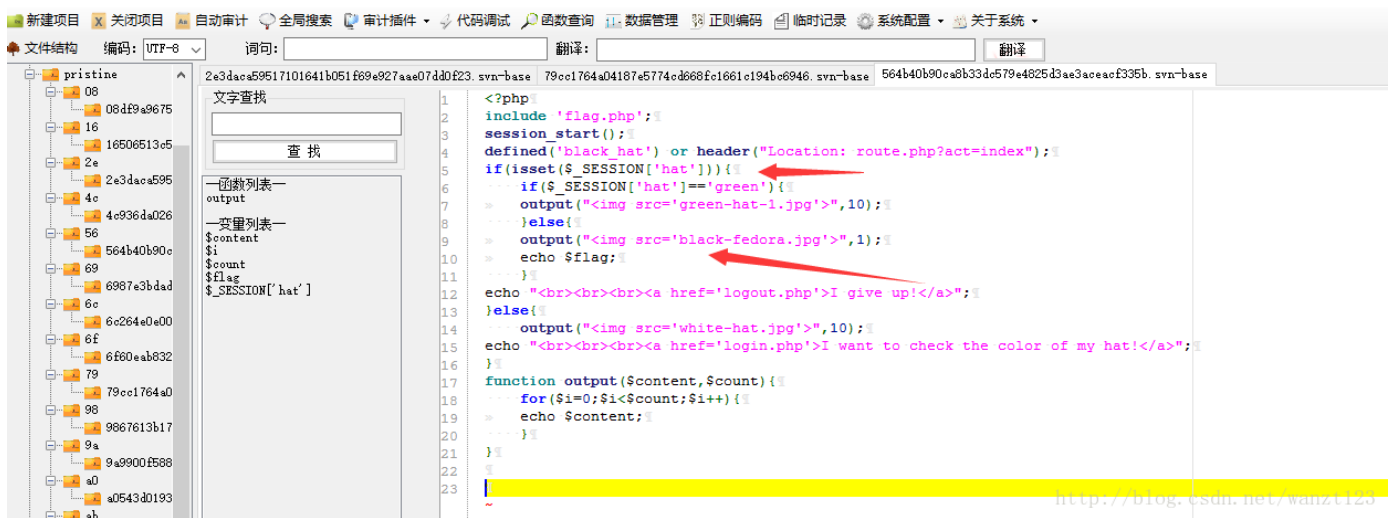 新建项目 关闭项目 自动审计 全局搜索 审计插件 代码调试 函数查询 数据管理 正则编码 临时记录 系统配置 关于系统
文件结构 编码: UTF-8 词句: 翻译: 翻译
pristine
08
08df9a9675
16
16506513e5
2e
2e3daca595
4c
4c936da026
56
564b40b90c
69
6987e3bdad
6c
6c264e0e00
6f
6f60eab832
79
79cc1764a0
98
9867613b17
9a
9a9900f588
a0
a0543d0193
ab
2e3daca59517101641b051f69e927aae07dd0f23.svn-base 79cc1764a04187e5774cd668fc1661c194bc6946.svn-base 564b40b90ca8b33dc579e4825d3ae3aceacf335b.svn-base
文字查找
查 找
—函数列表—
output
—变量列表—
$content
$i
$count
$flag
$_SESSION['hat']
1 <?php
2 include 'flag.php';
3 session_start();
4 defined('black_hat') or header("Location: route.php?act=index");
5 if(isset($_SESSION['hat'])){
6 if($_SESSION['hat']=='green'){
7 output("<img src='green-hat-1.jpg'>",10);
8 }else{
9 output("<img src='black-fedora.jpg'>",1);
10 echo $flag;
11 }
12 echo "<br><br><br><a href='logout.php'>I give up!</a>";
13 }else{
14 output("<img src='white-hat.jpg'>",10);
15 echo "<br><br><br><a href='login.php'>I want to check the color of my hat!</a>";
16 }
17 function output($content,$count){
18 for($i=0;$i<$count;$i++){
19 echo $content;
20 }
21 }
22
23
~
http://blog.csdn.net/wanzt123